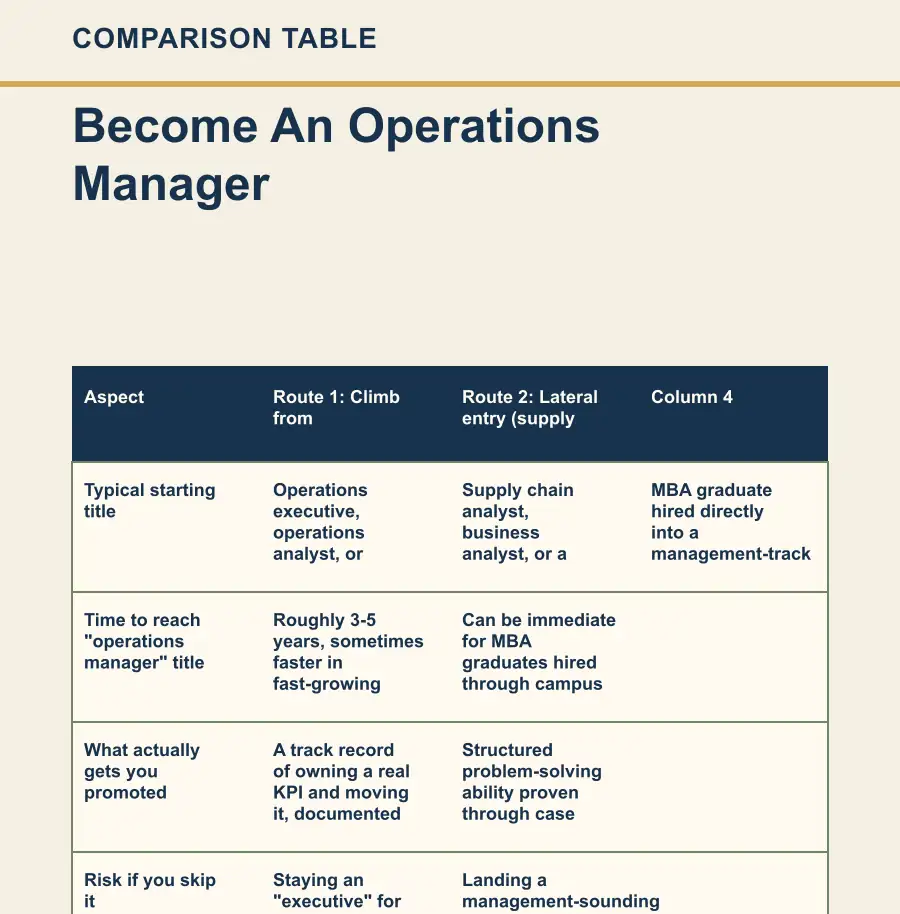 COMPARISON TABLE
Become An Operations
Manager
Aspect
Route 1: Climb
from
Route 2: Lateral
entry (supply
Column 4
Typical starting
title
Operations
executive,
operations
analyst, or
Supply chain
analyst,
business
analyst, or a
MBA graduate
hired directly
into a
management-track
Time to reach
"operations
manager" title
Roughly 3-5
years, sometimes
faster in
fast-growing
Can be immediate
for MBA
graduates hired
through campus
What actually
gets you
promoted
A track record
of owning a real
KPI and moving
it, documented
Structured
problem-solving
ability proven
through case
Risk if you skip
it
Staying an
"executive" for
Landing a
management-sounding